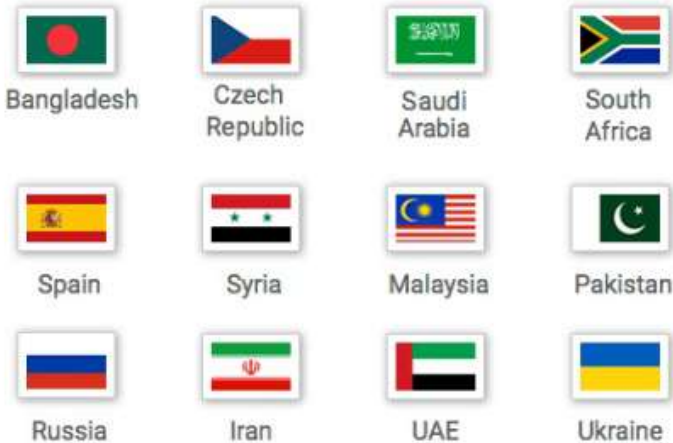 Bangladesh
Czech
Republic
Saudi
Arabia
South
Africa
Spain
Syria
Malaysia
Pakistan
Russia
Iran
UAE
Ukraine